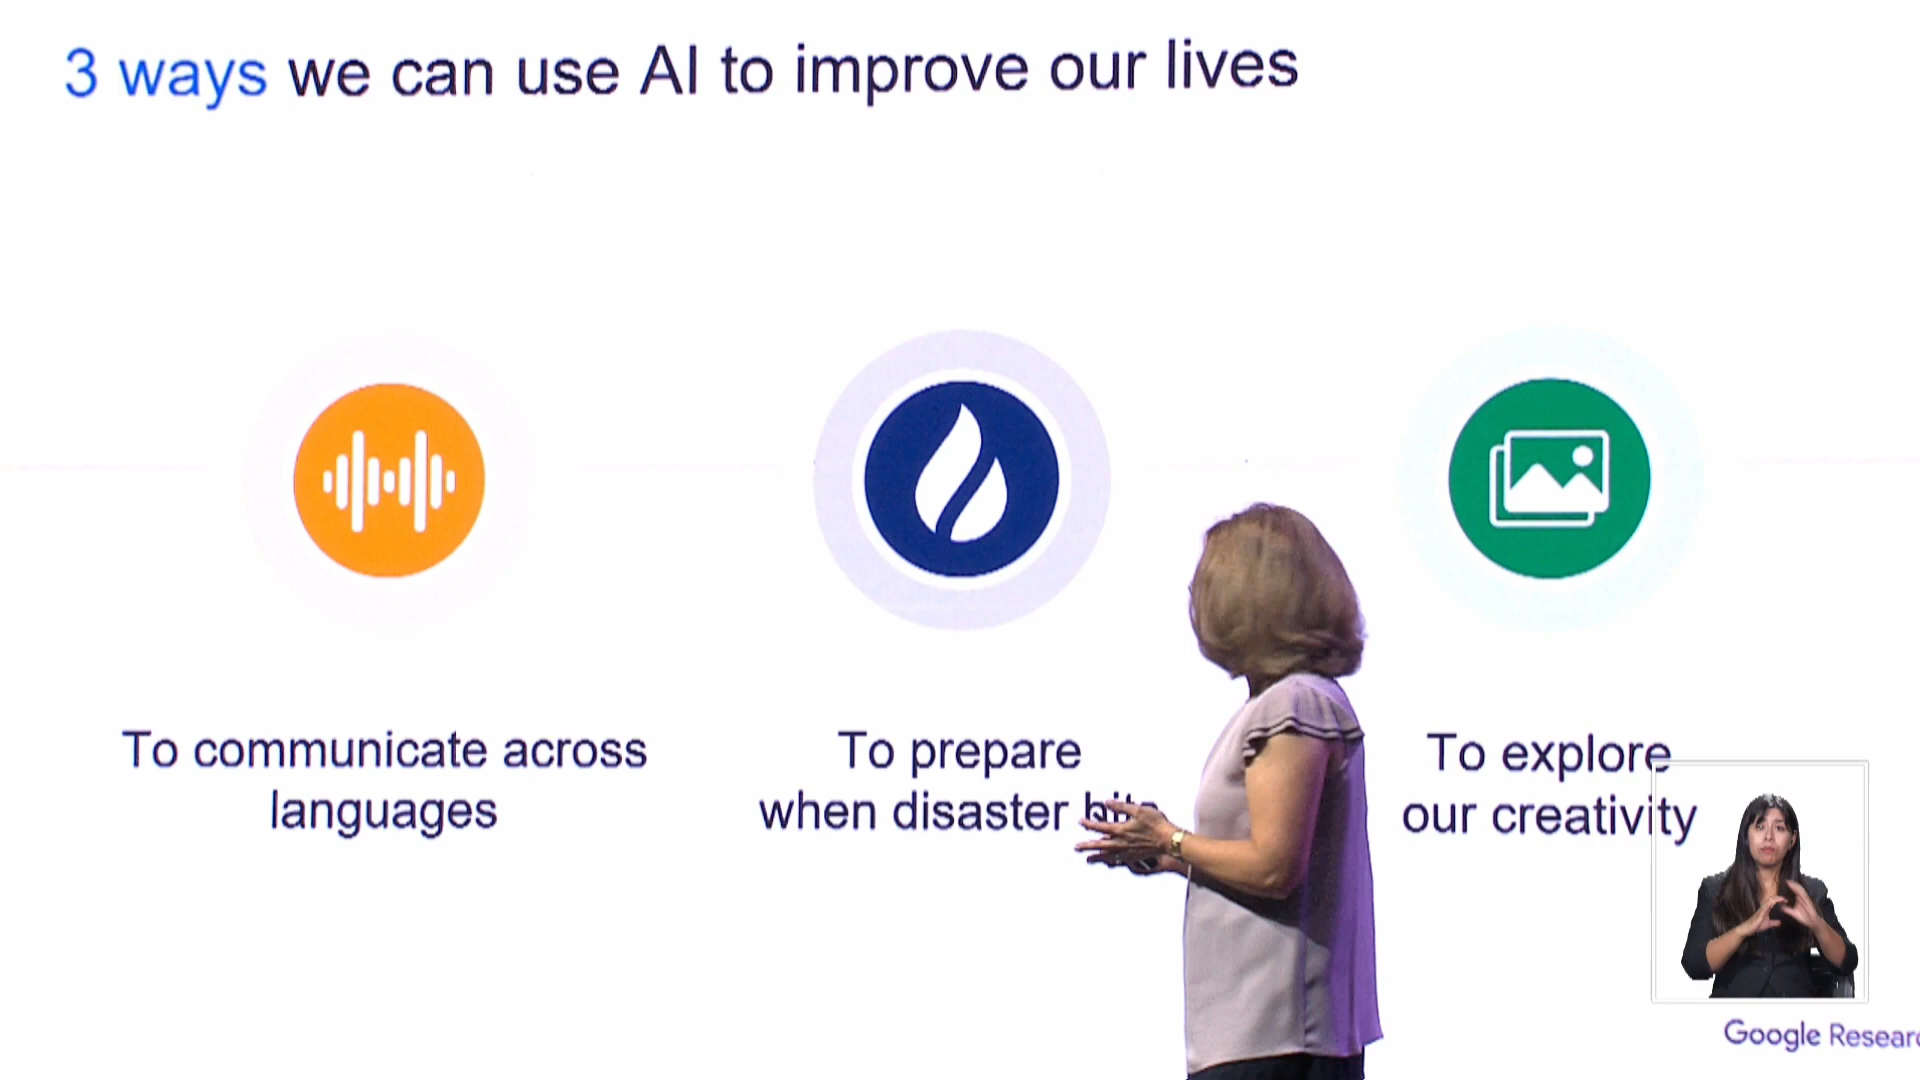 3 ways we can use AI to improve our lives
To communicate across
languages
To prepare
when disaster
To explore
our creativity
Google